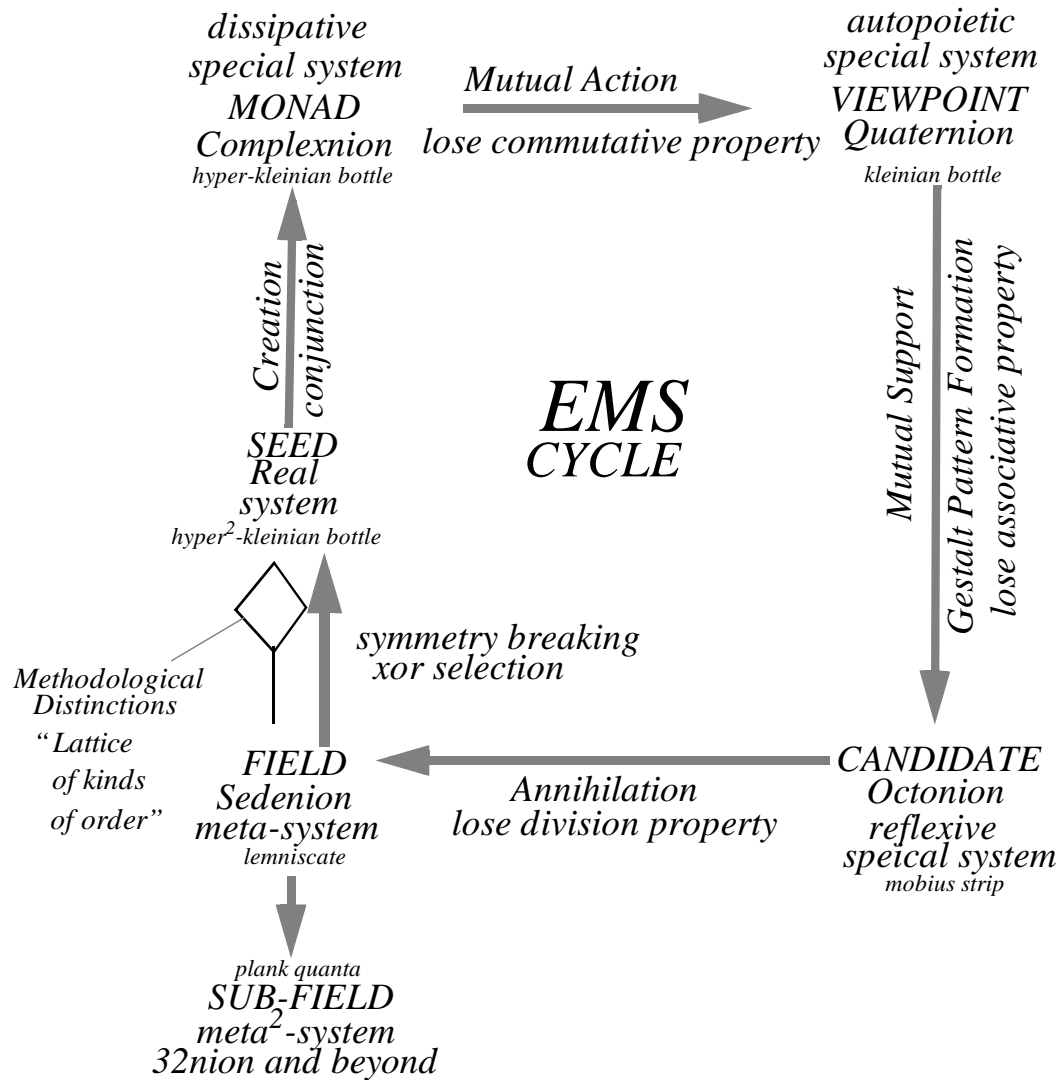 dissipative
special system
MONAD
Complexnion
hyper-kleinian bottle
Mutual Action
lose commutative property
autopoietic
special system
VIEWPOINT
Quaternion
kleinian bottle
Creation
conjunction
EMS
CYCLE
Mutual Support
Gestalt Pattern Formation
lose associative property
SEED
Real
system
hyper²-kleinian bottle
symmetry breaking
xor selection
Methodological
Distinctions
“ Lattice
of kinds
of order”
FIELD
Sedenion
meta-system
lemniscate
Annihilation
lose division property
CANDIDATE
Octonion
reflexive
speical system
mobius strip
plank quanta
SUB-FIELD
meta²-system
32nion and beyond